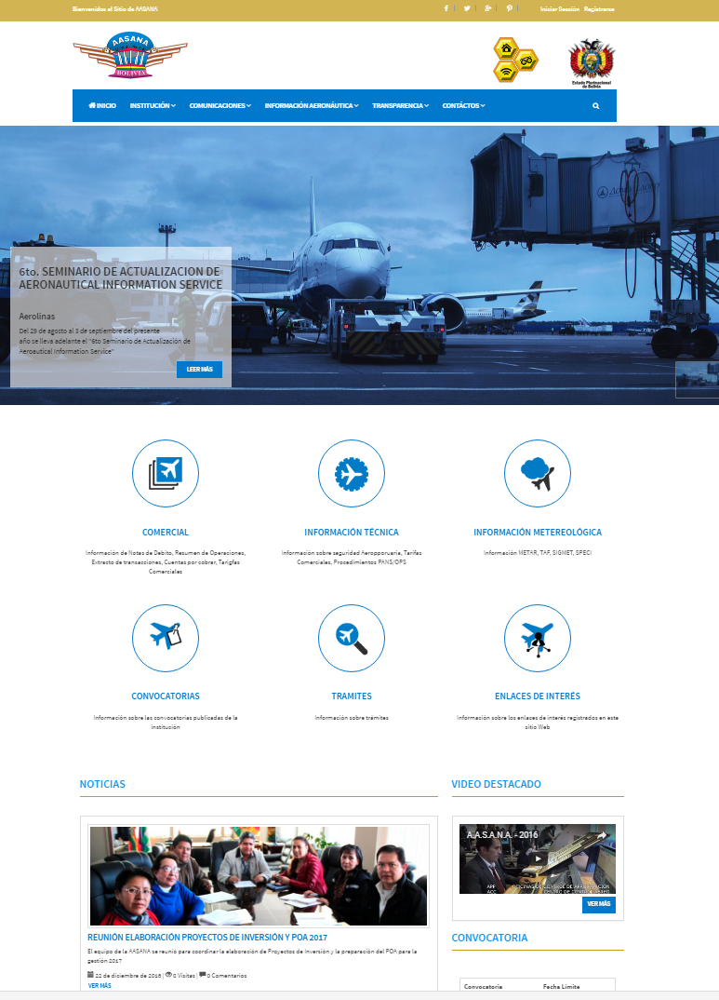 Bienvenidos al Sitio de AASANA
Iniciar Sesión Registrarse
AASANA
BOLIVIA
Estado Plurinacional
de Bolivia
INICIO INSTITUCIÓN COMUNICACIONES INFORMACIÓN AERONÁUTICA TRANSPARENCIA CONTÁCTOS
6to. SEMINARIO DE ACTUALIZACION DE
AERONAUTICAL INFORMATION SERVICE
Aerolinas
Del 29 de agosto al 3 de septiembre del presente
año se lleva adelante el "6to Seminario de Actualización de
Aeroautical Information Service"
LEER MÁS
COMERCIAL
Información de Notas de Debito, Resumen de Operaciones,
Extracto de transacciones, Cuentas por cobrar, Tarigfas
Comerciales
INFORMACIÓN TÉCNICA
Información sobre seguridad Aeropporuaria, Tarifas
Comerciales, Procedimientos PANS/OPS
INFORMACIÓN METEREOLÓGICA
Información METAR, TAF, SIGMET, SPECI
CONVOCATORIAS
Información sobre las convocatorias publicadas de la
institución
TRAMITES
Información sobre trámites
ENLACES DE INTERÉS
Información sobre los enlaces de interés registrados en este
sitio Web
NOTICIAS
REUNIÓN ELABORACIÓN PROYECTOS DE INVERSIÓN Y POA 2017
El equipo de la AASANA se reunió para coordinar la elaboración de Proyectos de Inversión y la preparación del POA para la
gestión 2017
22 de diciembre de 2016 | 0 Visitas | 0 Comentarios
VER MÁS
VIDEO DESTACADO
A.A.S.A.N.A. - 2016
VER MÁS
CONVOCATORIA
Convocatoria Fecha Limite